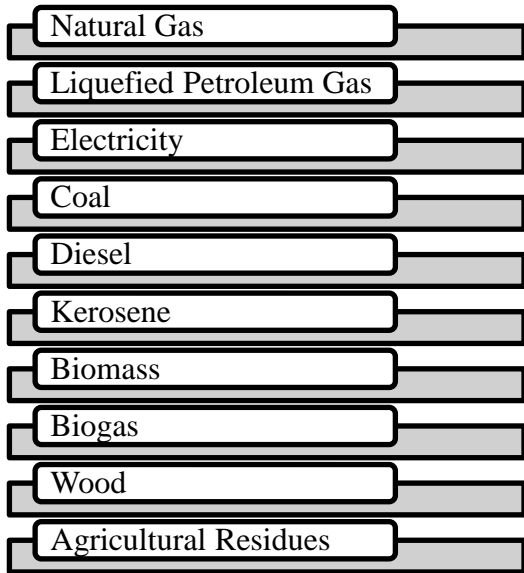 Natural Gas
Liquefied Petroleum Gas
Electricity
Coal
Diesel
Kerosene
Biomass
Biogas
Wood
Agricultural Residues